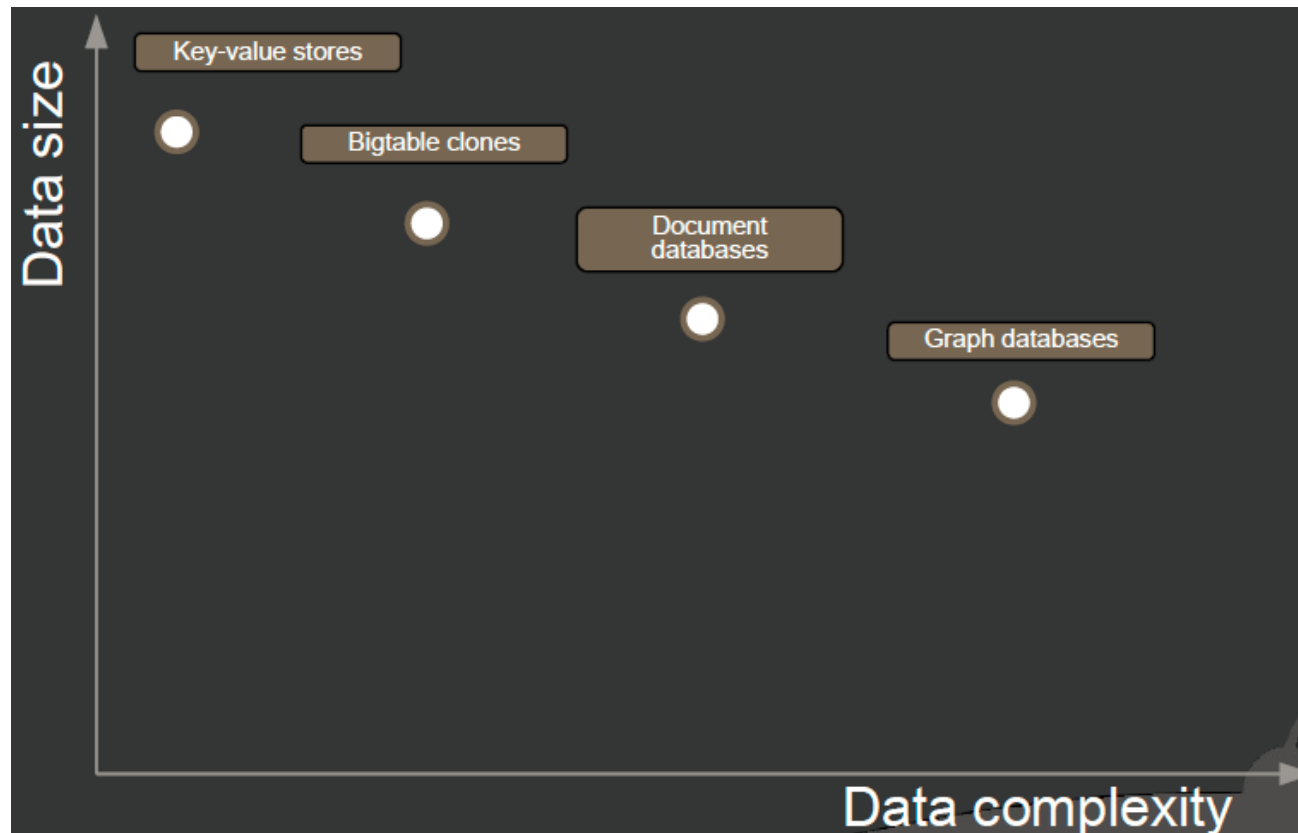 Data size
Key-value stores
Bigtable clones
Document
databases
Graph databases
Data complexity